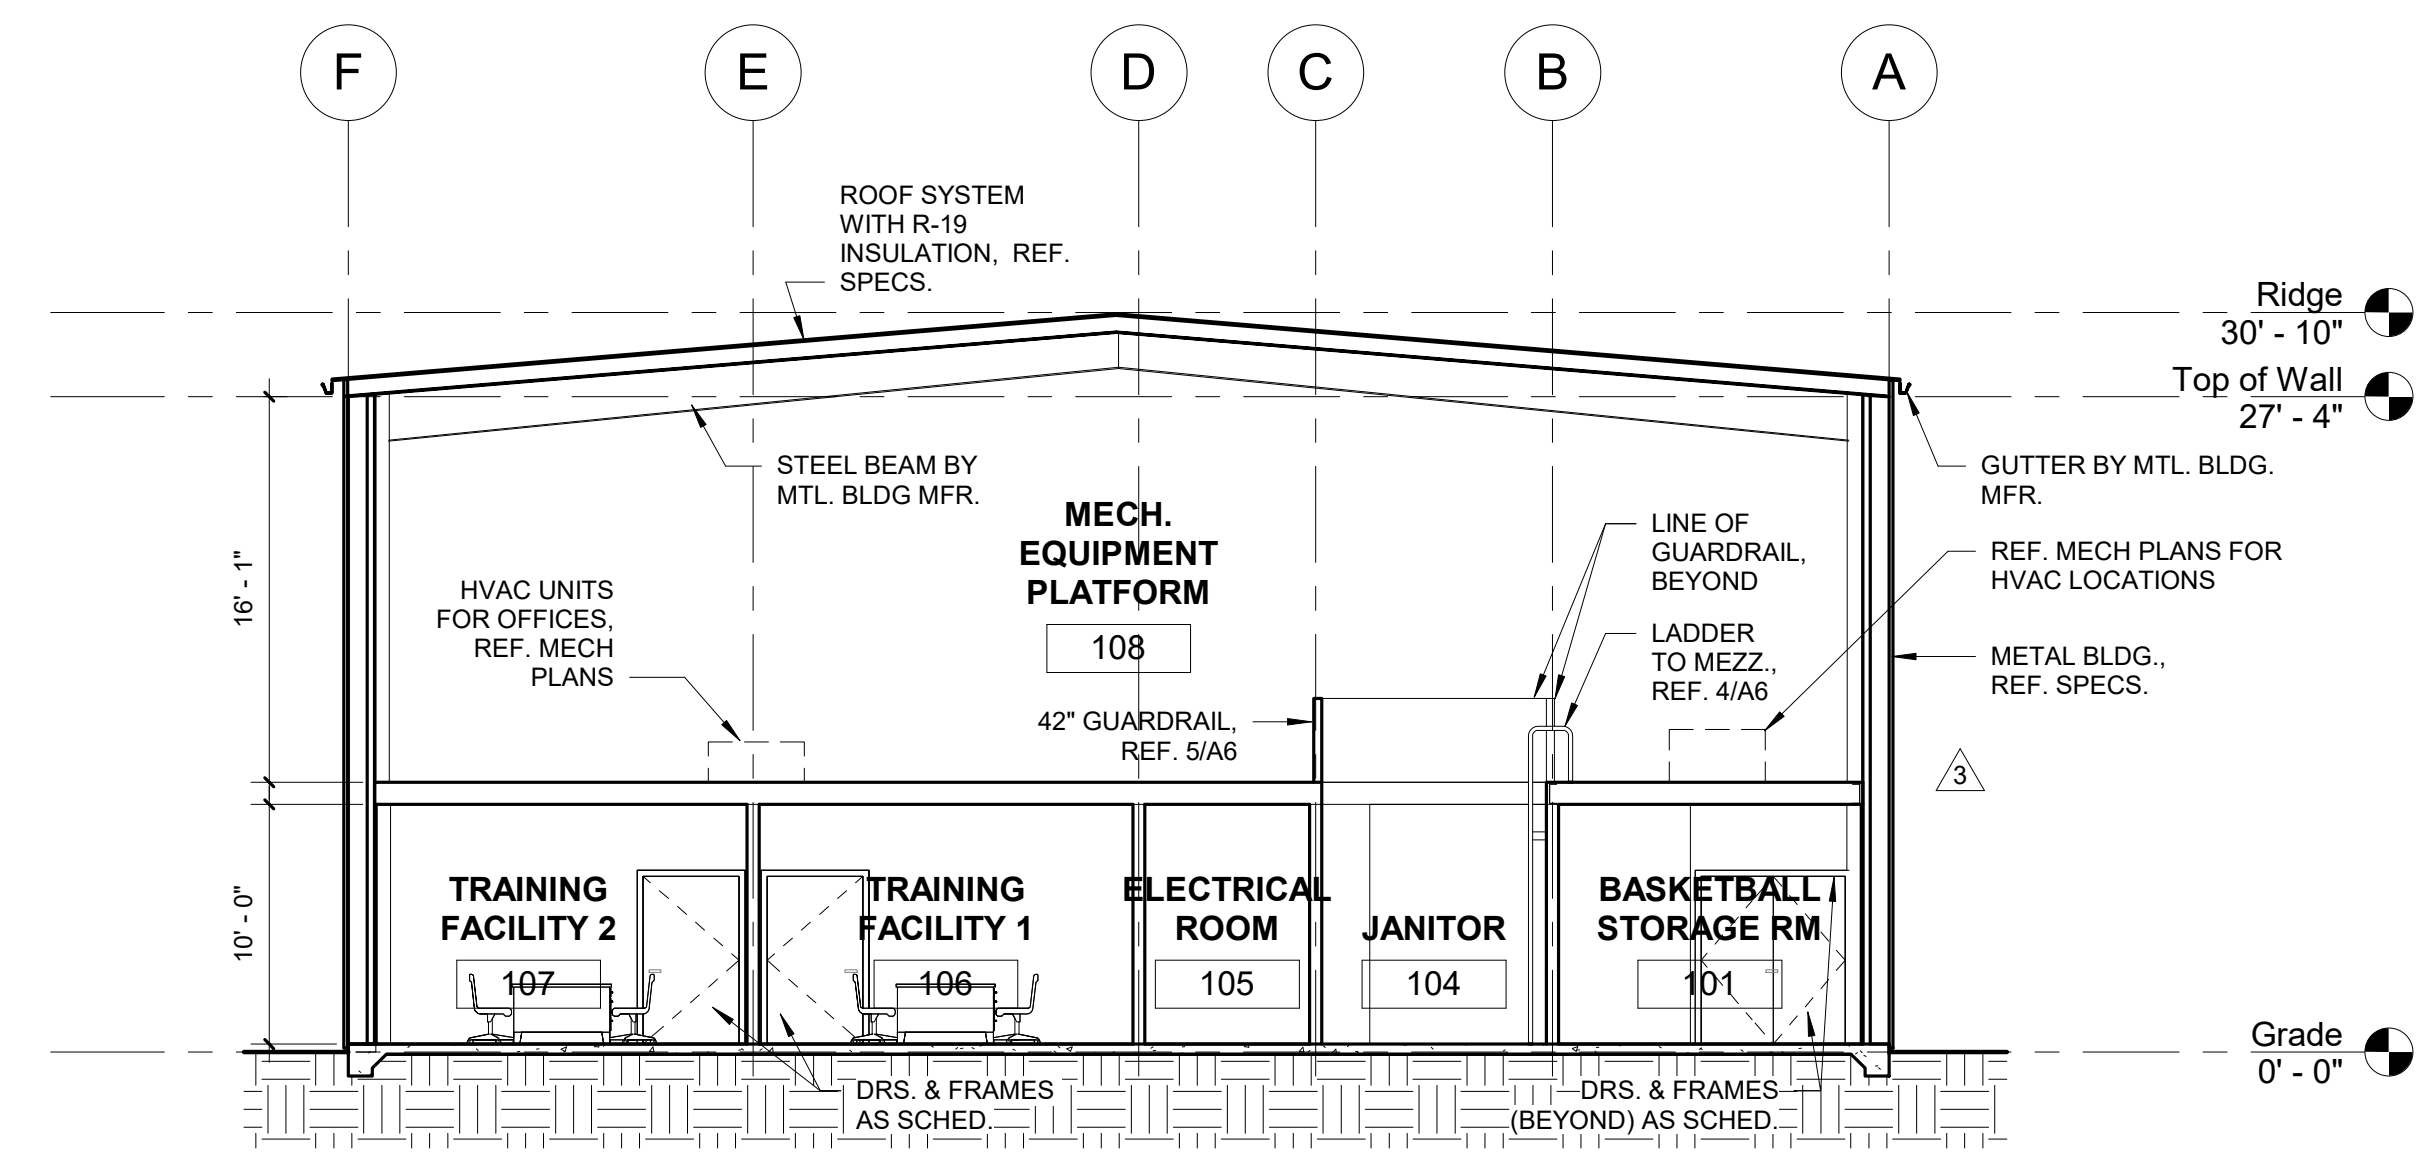 F
E
D
C
B
A
ROOF SYSTEM
WITH R-19
INSULATION, REF.
SPECS.
Ridge
30' - 10"
Top of Wall
27' - 4"
STEEL BEAM BY
MTL. BLDG MFR.
GUTTER BY MTL. BLDG.
MFR.
MECH.
EQUIPMENT
PLATFORM
108
LINE OF
GUARDRAIL,
BEYOND
REF. MECH PLANS FOR
HVAC LOCATIONS
16' - 1"
HVAC UNITS
FOR OFFICES,
REF. MECH
PLANS
LADDER
TO MEZZ.,
REF. 4/A6
METAL BLDG.,
REF. SPECS.
42" GUARDRAIL,
REF. 5/A6
3
10' - 0"
TRAINING
FACILITY 2
107
TRAINING
FACILITY 1
106
ELECTRICAL
ROOM
105
JANITOR
104
BASKETBALL
STORAGE RM
101
Grade
0' - 0"
DRS. & FRAMES
AS SCHED.
DRS. & FRAMES
(BEYOND) AS SCHED.